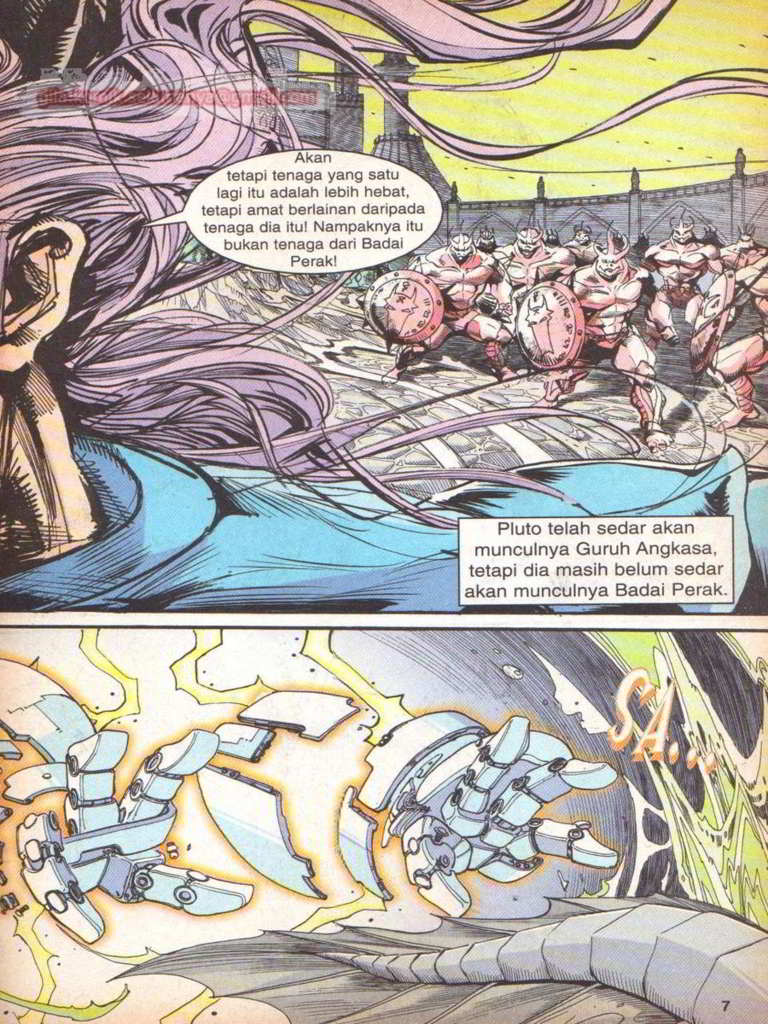 Akan
tetapi tenaga yang satu
lagi itu adalah lebih hebat,
tetapi amat berlainan daripada
tenaga dia itu! Nampaknya itu
bukan tenaga dari Badai
Perak!
Pluto telah sedar akan
munculnya Guruh Angkasa,
tetapi dia masih belum sedar
akan munculnya Badai Perak.
SA...
7